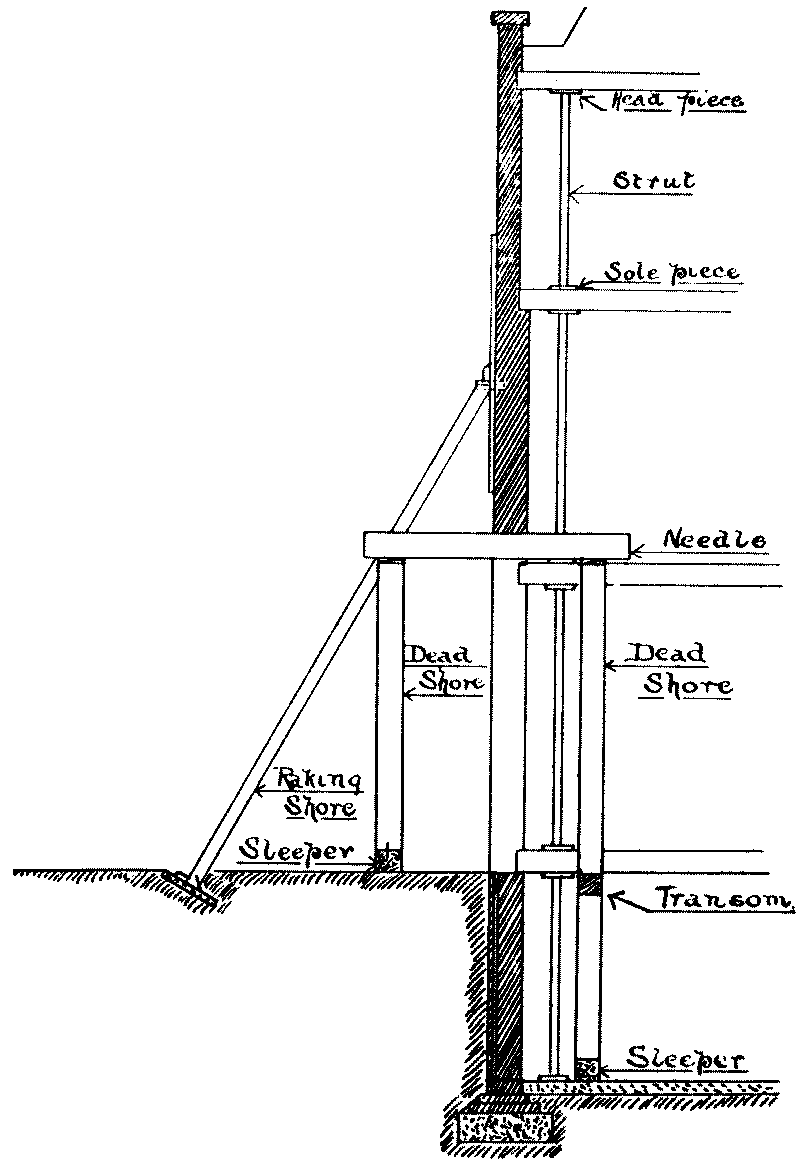 Head piece
Strut
Sole piece
Needle
Dead
Shore
Dead
Shore
Raking
Shore
Sleeper
Transom
Sleeper